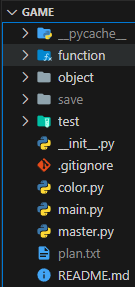 GAME
__pycache__
function
object
save
test
__init__.py
.gitignore
color.py
main.py
master.py
plan.txt
README.md